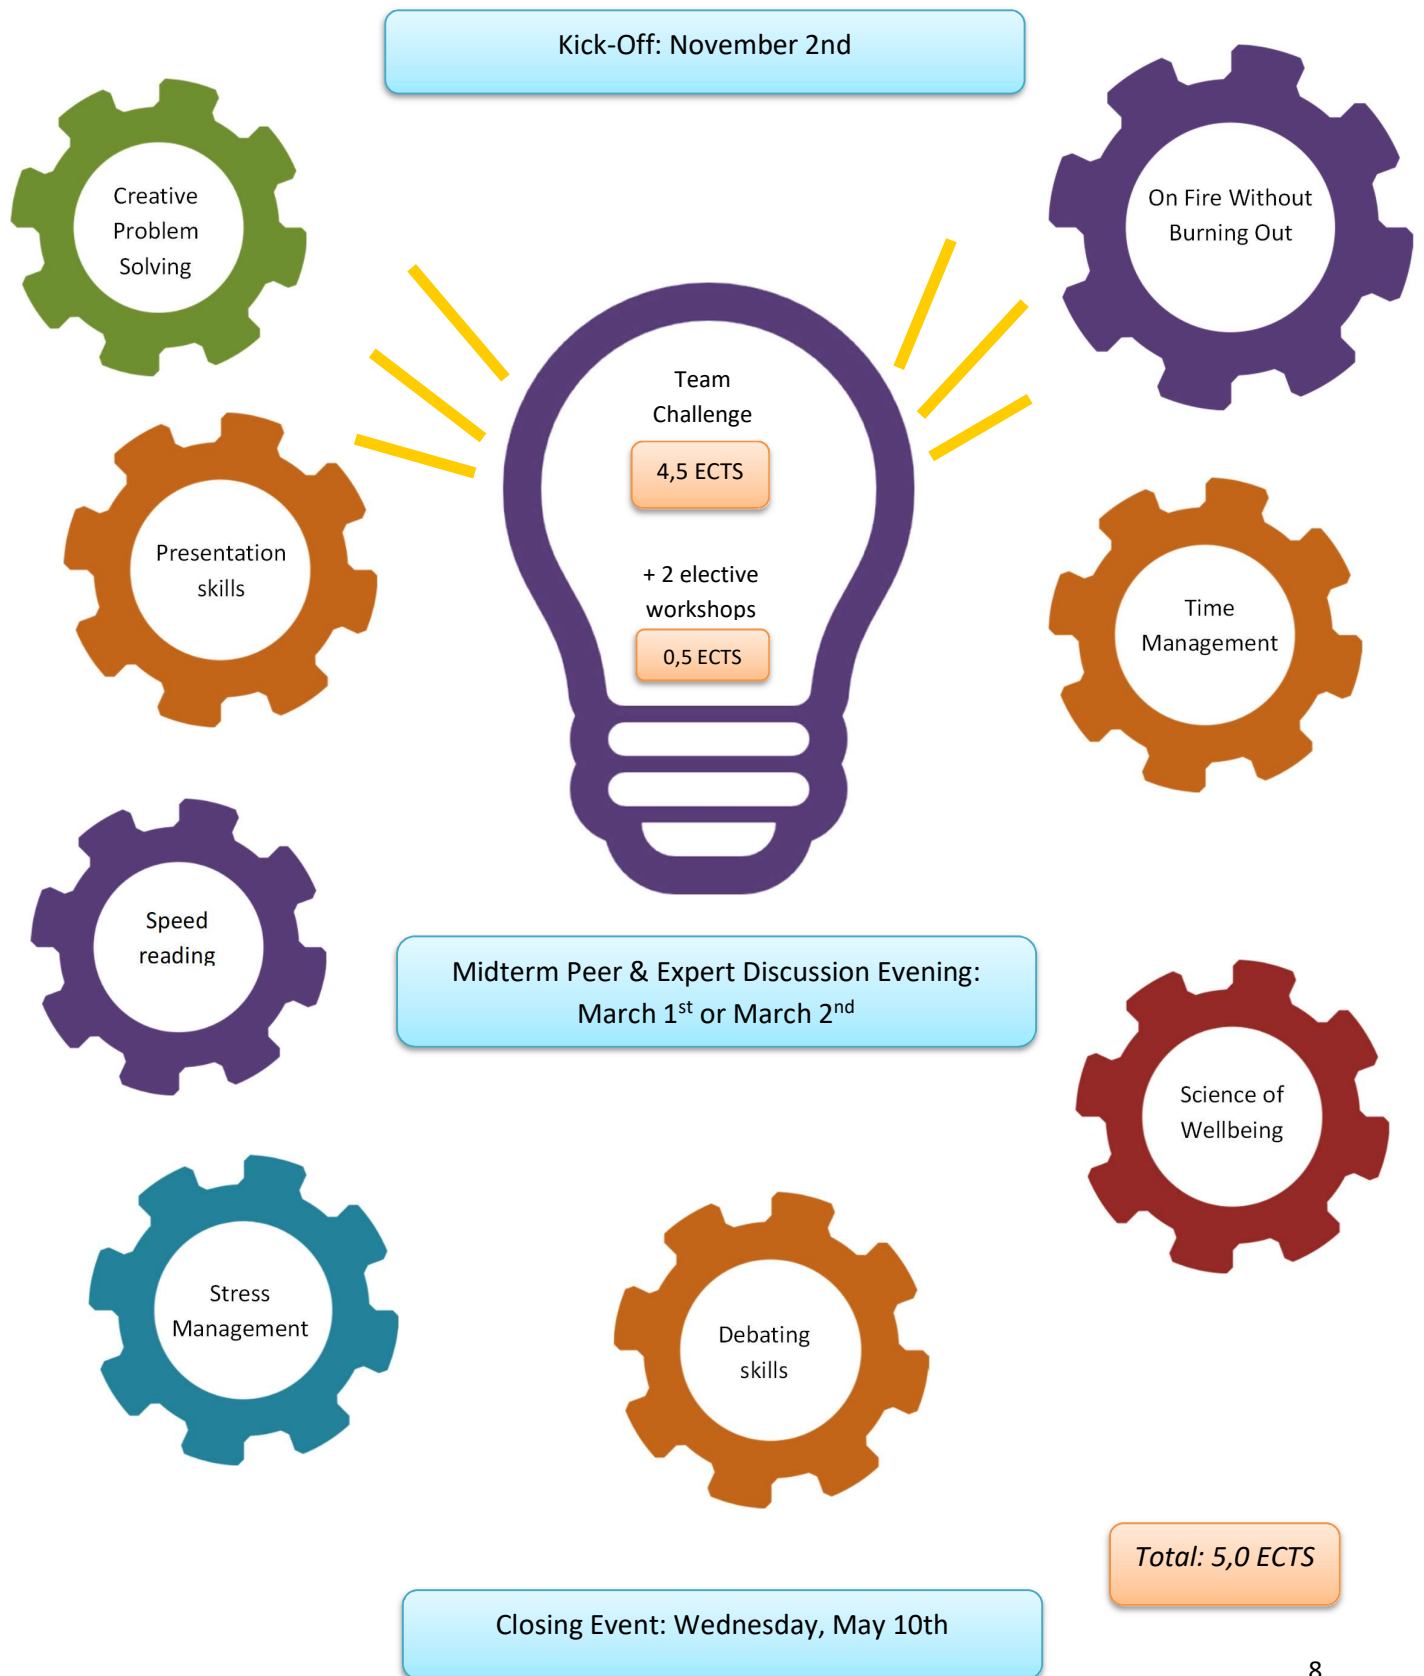 Kick-Off: November 2nd
Creative
Problem
Solving
On Fire Without
Burning Out
Team
Challenge
4,5 ECTS
Presentation
skills
+ 2 elective
workshops
0,5 ECTS
Time
Management
Speed
reading
Midterm Peer & Expert Discussion Evening:
March 1st or March 2nd
Science of
Wellbeing
Stress
Management
Debating
skills
Total: 5,0 ECTS
Closing Event: Wednesday, May 10th
8